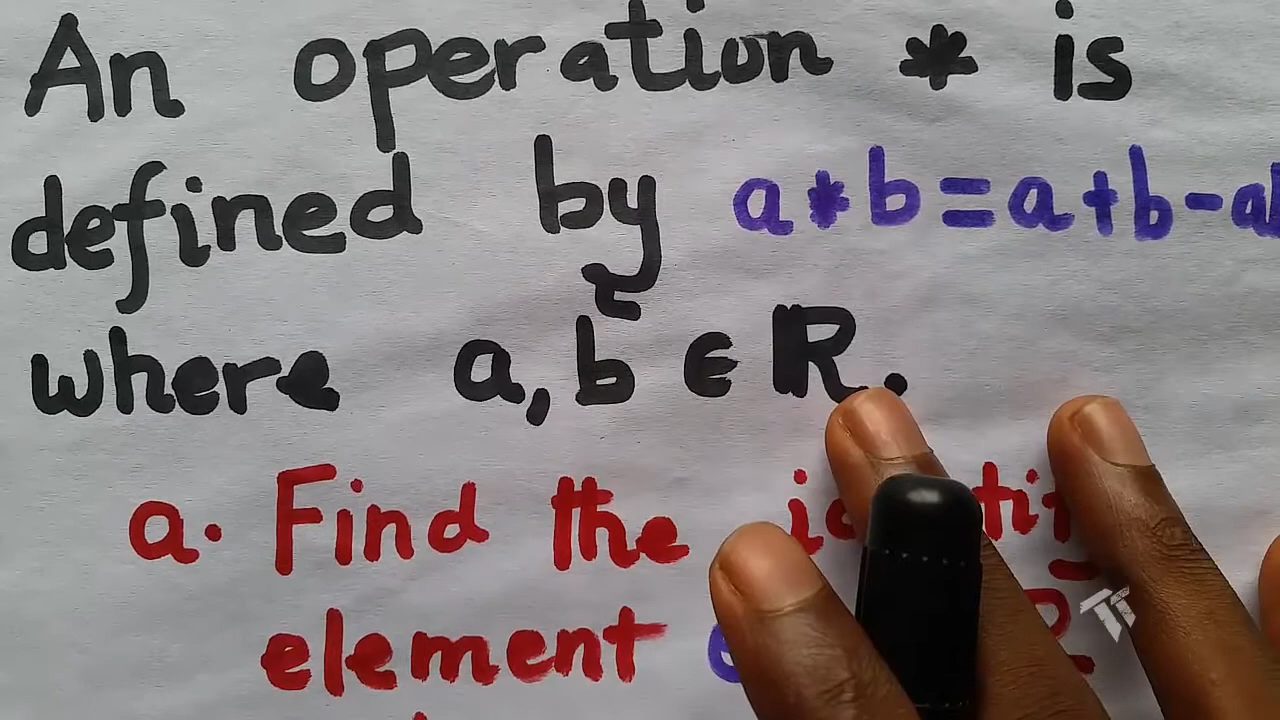 An operation * is
defined by a*b=a+b-a
where a,b ∈ ℝ.
a. Find the
element